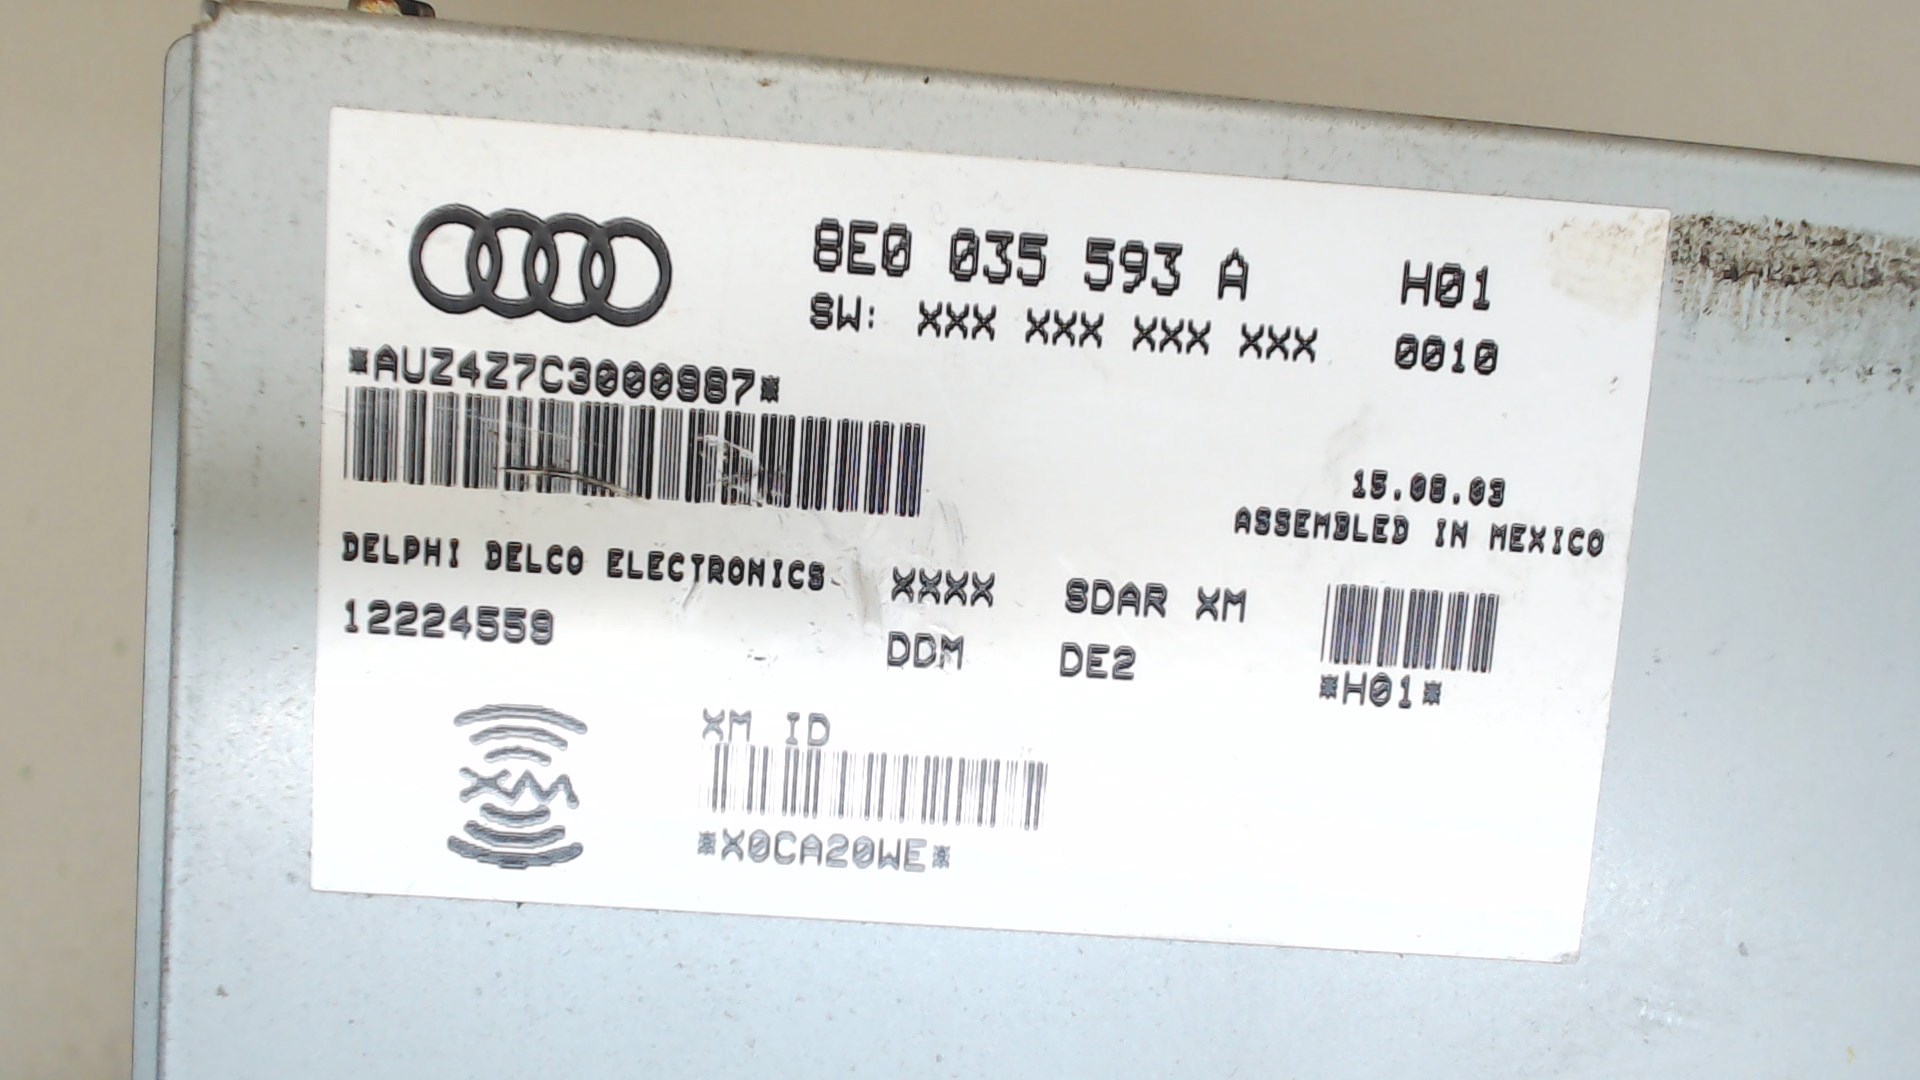 8E0 035 593 A H01
SW: XXX XXX XXX XXX 0010
*AUZ4Z7C3000987*
15.08.03
ASSEMBLED IN MEXICO
DELPHI DELCO ELECTRONICS XXXX SDAR XM
12224559 DDM DE2
*H01*
XM
XM ID
*X0CA20WE*